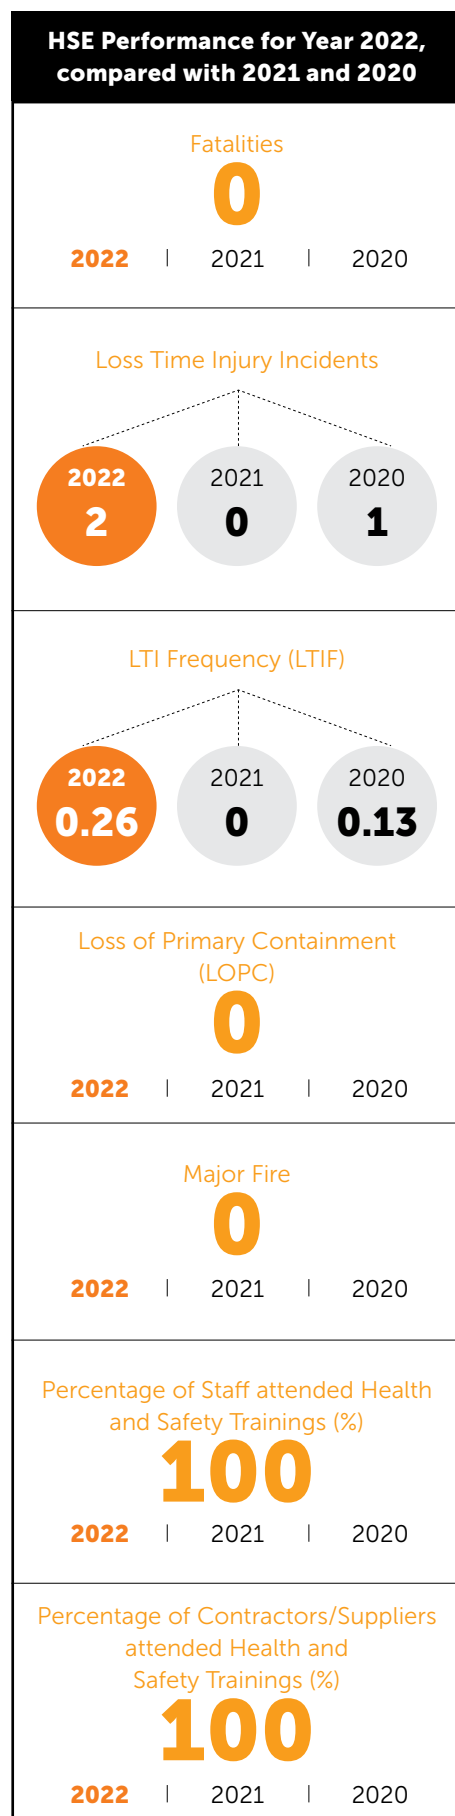 HSE Performance for Year 2022,
compared with 2021 and 2020
Fatalities
0
2022 | 2021 | 2020
Loss Time Injury Incidents
2022 2021 2020
2 0 1
LTI Frequency (LTIF)
2022 2021 2020
0.26 0 0.13
Loss of Primary Containment
(LOPC)
0
2022 | 2021 | 2020
Major Fire
0
2022 | 2021 | 2020
Percentage of Staff attended Health
and Safety Trainings (%)
100
2022 | 2021 | 2020
Percentage of Contractors/Suppliers
attended Health and
Safety Trainings (%)
100
2022 | 2021 | 2020